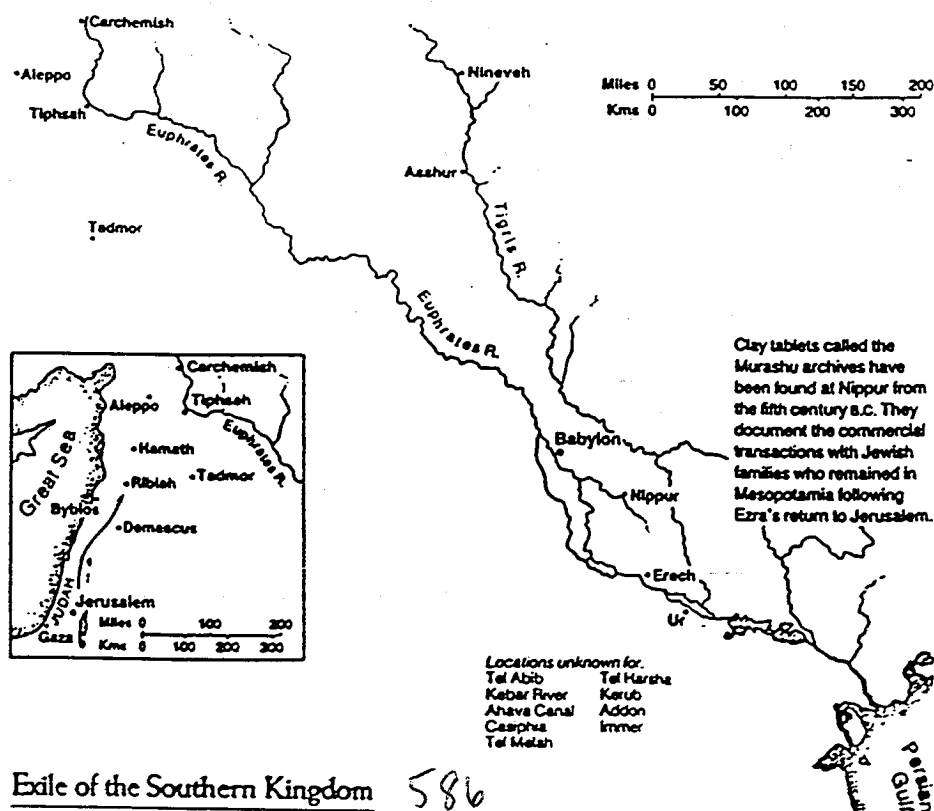 Carchemish
Aleppo
Tiphsah
Euphrates R.
Tadmor
Nineveh
Miles 0 50 100 150 200
Kms 0 100 200 300
Asshur
Tigris R.
Euphrates R.
Clay tablets called the
Murashu archives have
been found at Nippur from
the fifth century B.C. They
document the commercial
transactions with Jewish
families who remained in
Mesopotamia following
Ezra's return to Jerusalem.
Babylon
Nippur
Erech
Ur
Carchemish
Aleppo
Tiphsah
Euphrates R.
Hamath
Great Sea
Riblah
Tadmor
Byblos
Damascus
UDAH
Jerusalem
Gaza
Miles 0 100 200
Kms 0 100 200 300
Locations unknown for.
Tel Abib Tel Harsha
Kebar River Kerub
Ahava Canal Addon
Casiphia Immer
Tel Melah
Persian
Gulf
Exile of the Southern Kingdom 586